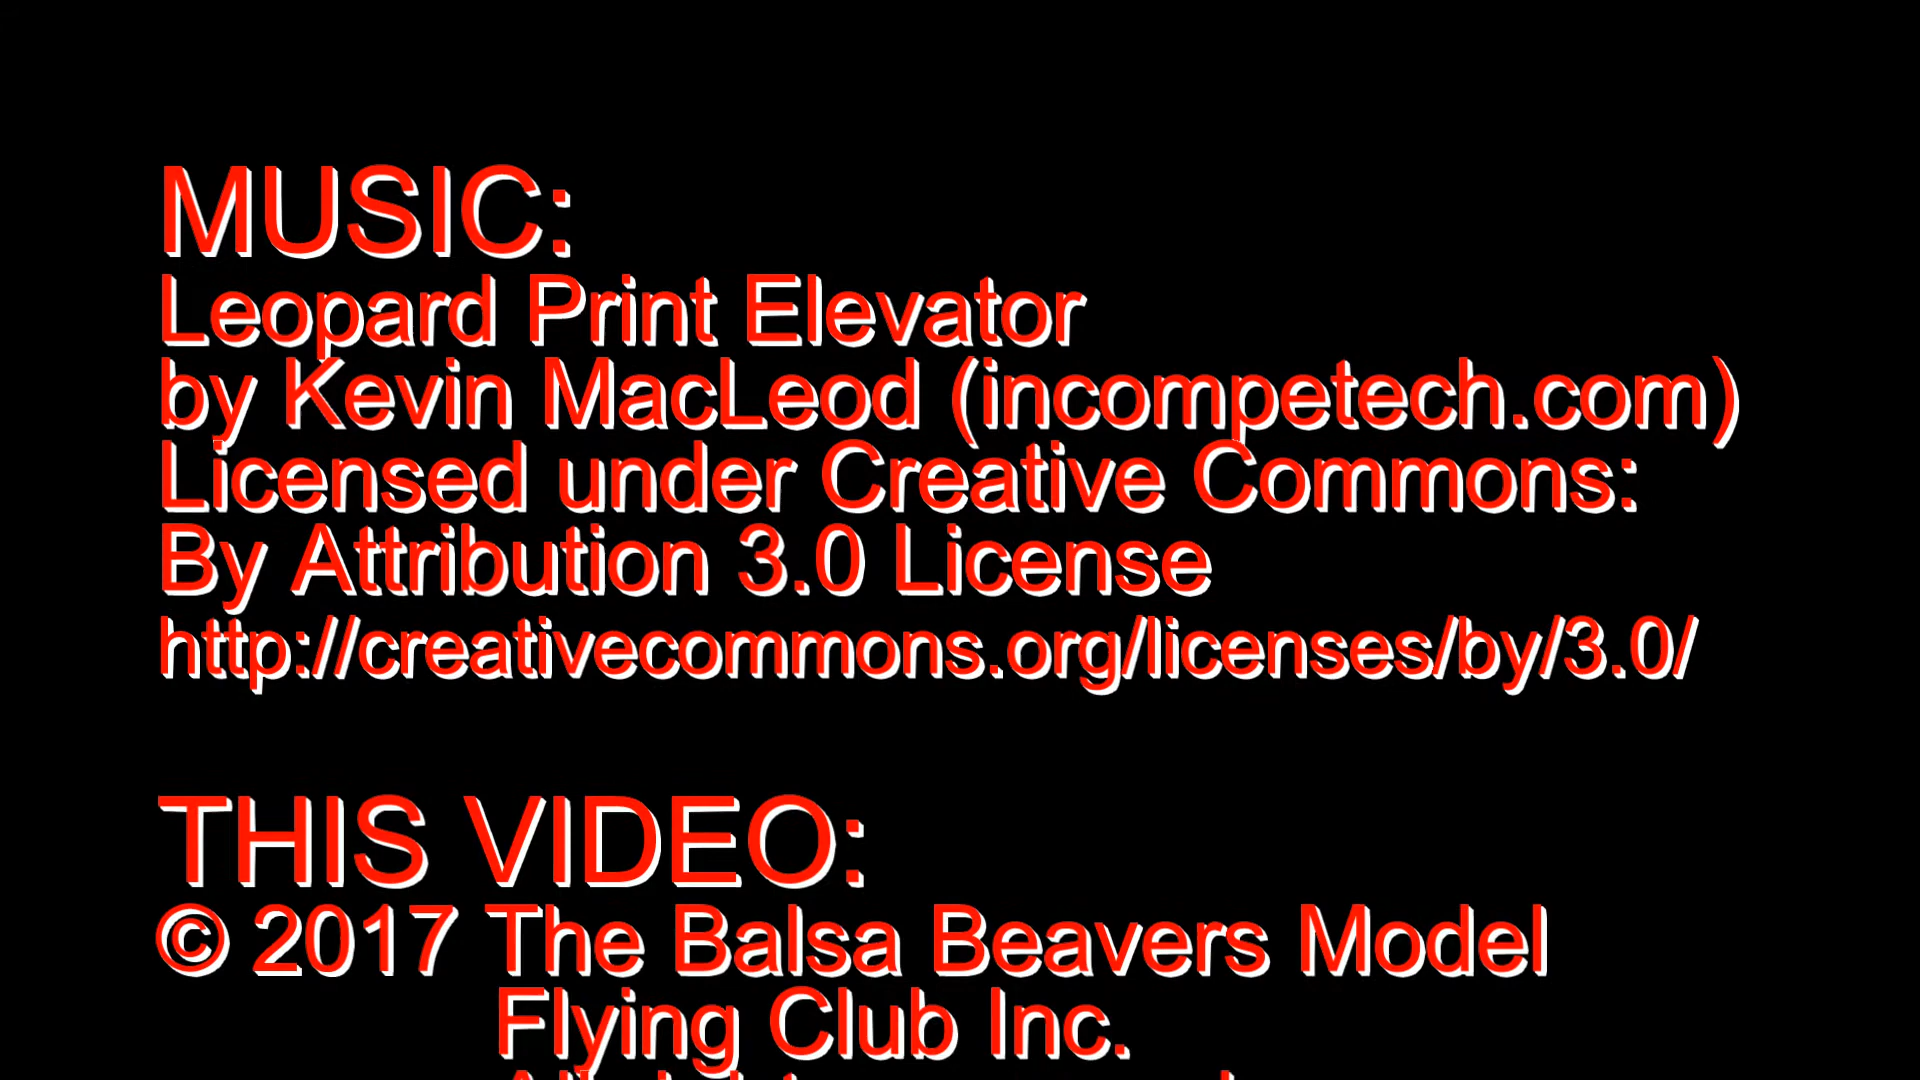 MUSIC:
Leopard Print Elevator
by Kevin MacLeod (incompetech.com)
Licensed under Creative Commons:
By Attribution 3.0 License
http://creativecommons.org/licenses/by/3.0/
THIS VIDEO:
© 2017 The Balsa Beavers Model
Flying Club Inc.